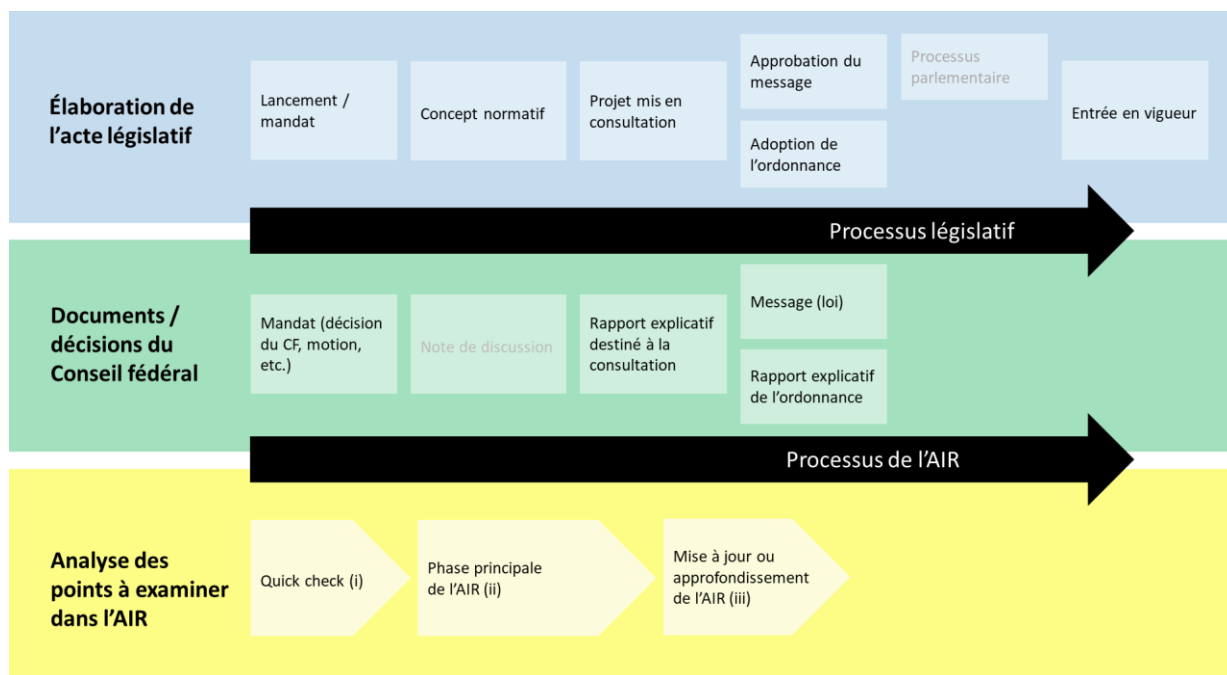 Élaboration de
l'acte législatif
Lancement /
mandat
Concept normatif
Projet mis en
consultation
Approbation du
message
Adoption de
l'ordonnance
Processus
parlementaire
Entrée en vigueur
Processus législatif
Documents /
décisions du
Conseil fédéral
Mandat (décision
du CF, motion,
etc.)
Note de discussion
Rapport explicatif
destiné à la
consultation
Message (loi)
Rapport explicatif
de l'ordonnance
Processus de l'AIR
Analyse des
points à examiner
dans l'AIR
Quick check (i)
Phase principale
de l'AIR (ii)
Mise à jour ou
approfondissement
de l'AIR (iii)